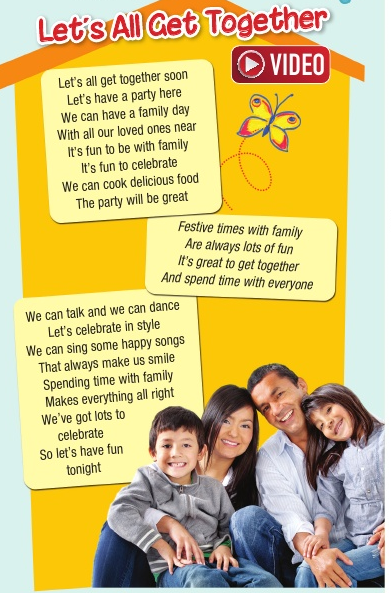 Let's All Get Together
VIDEO
Let's all get together soon
Let's have a party here
We can have a family day
With all our loved ones near
It's fun to be with family
It's fun to celebrate
We can cook delicious food
The party will be great
Festive times with family
Are always lots of fun
It's great to get together
And spend time with everyone
We can talk and we can dance
Let's celebrate in style
We can sing some happy songs
That always make us smile
Spending time with family
Makes everything all right
We've got lots to
celebrate
So let's have fun
tonight